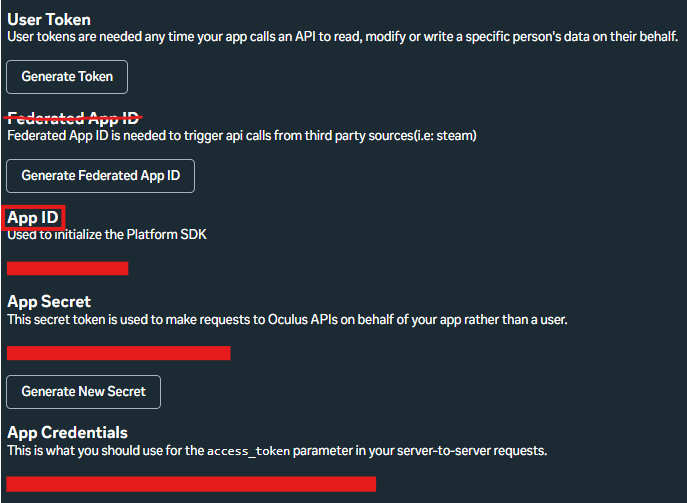 User Token
User tokens are needed any time your app calls an API to read, modify or write a specific person's data on their behalf.
Generate Token
Federated App ID
Federated App ID is needed to trigger api calls from third party sources(i.e: steam)
Generate Federated App ID
App ID
Used to initialize the Platform SDK
App Secret
This secret token is used to make requests to Oculus APIs on behalf of your app rather than a user.
Generate New Secret
App Credentials
This is what you should use for the access_token parameter in your server-to-server requests.